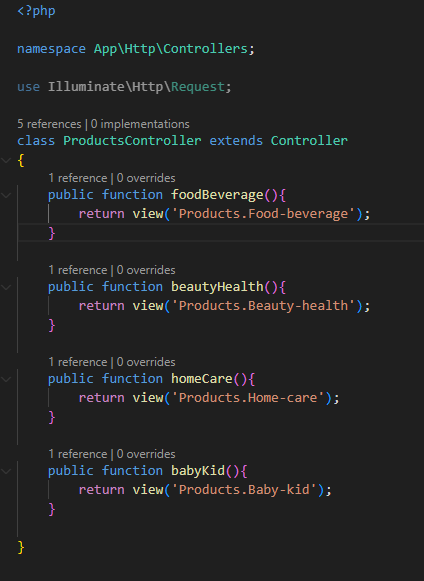 <?php
namespace App\Http\Controllers;
use Illuminate\Http\Request;
5 references | 0 implementations
class ProductsController extends Controller
{
1 reference | 0 overrides
public function foodBeverage(){
return view('Products.Food-beverage');
}
1 reference | 0 overrides
public function beautyHealth(){
return view('Products.Beauty-health');
}
1 reference | 0 overrides
public function homeCare(){
return view('Products.Home-care');
}
1 reference | 0 overrides
public function babyKid(){
return view('Products.Baby-kid');
}
}